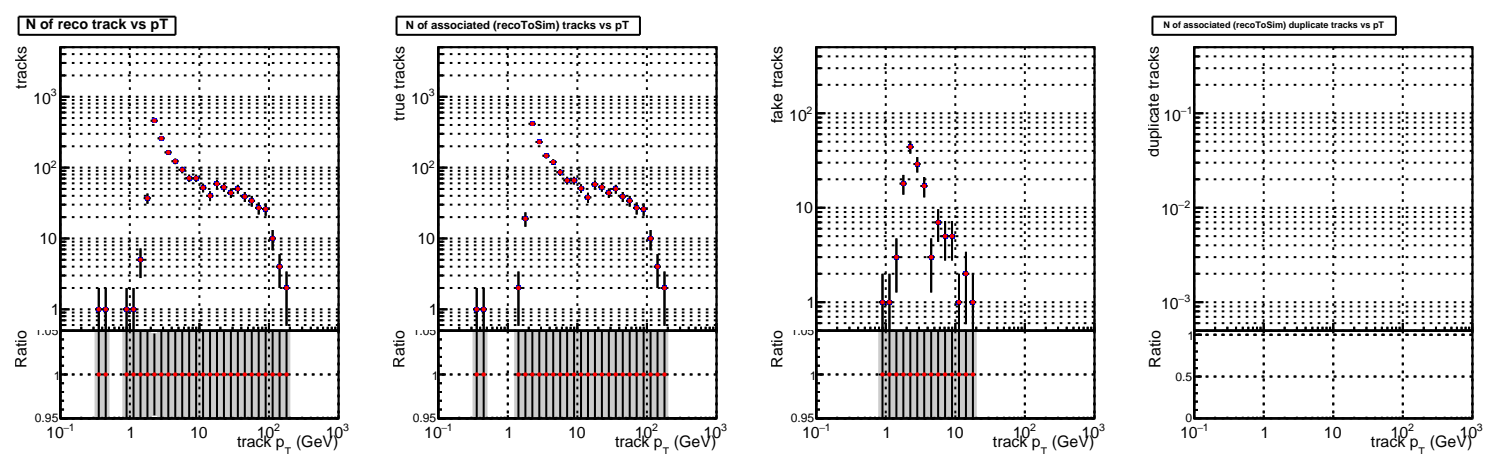 N of reco track vs pT
tracks
10³
10²
10
1
1.05
Ratio
1
0.95
10⁻¹ 1 10 10² 10³
track p_T (GeV)
N of associated (recoToSim) tracks vs pT
true tracks
10³
10²
10
1
1.05
Ratio
1
0.95
10⁻¹ 1 10 10² 10³
track p_T (GeV)
fake tracks
10²
10
1
1.05
Ratio
1
0.95
10⁻¹ 1 10 10² 10³
track p_T (GeV)
N of associated (recoToSim) duplicate tracks vs pT
duplicate tracks
10⁻¹
10⁻²
10⁻³
1
Ratio
0.5
0
10⁻¹ 1 10 10² 10³
track p_T (GeV)